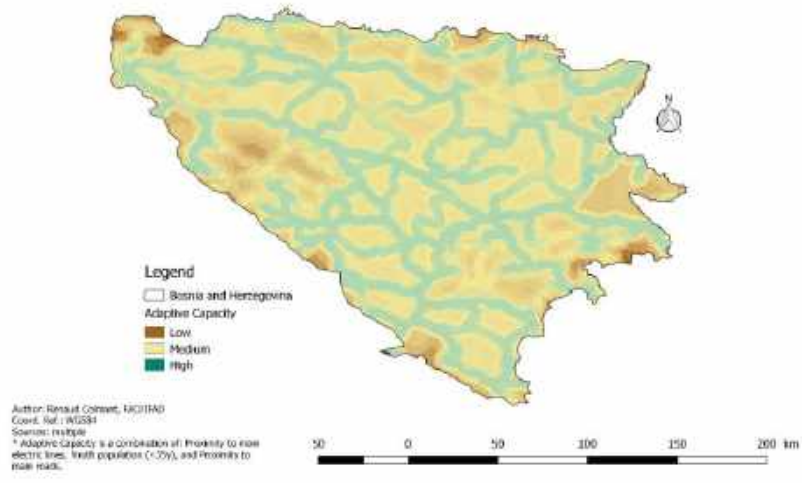 N
Legend
Bosnia and Herzegovina
Adaptive Capacity
Low
Medium
High
Author: Renaud Colmant, FAO/TFAD
Coord. Ref.: WGS84
Sources: multiple
* Adaptive Capacity is a combination of: Proximity to main
electric lines, Youth population (<35y), and Proximity to
main roads.
50 0 50 100 150 200 km